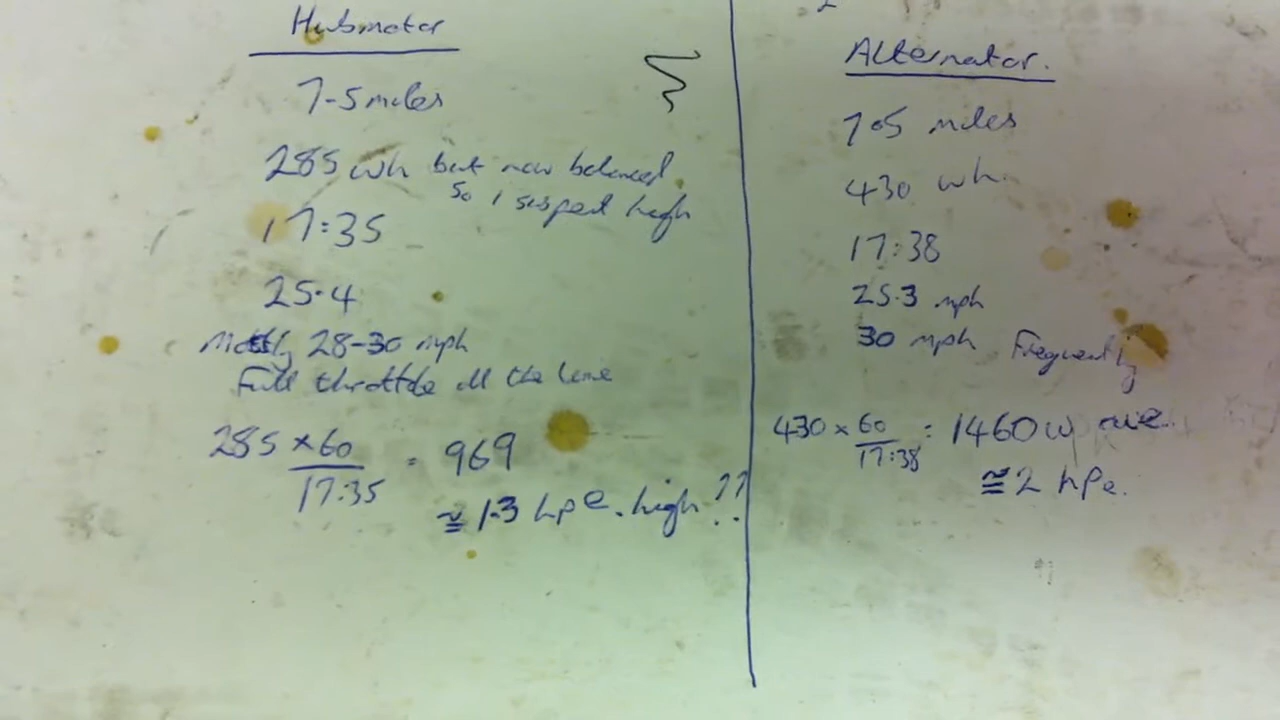 Hubmotor
7.5 miles
285 wh but now balanced
so I suspect high
17:35
25.4
Mostly 28-30 mph
Full throttle all the time
285 × 60
17.35
= 969
≅ 1.3 hpe. high??
Alternator.
7.5 miles
430 wh
17:38
25.3 mph
30 mph Frequently
430 × 60
17:38
= 1460 w ave.
≅ 2 hpe.